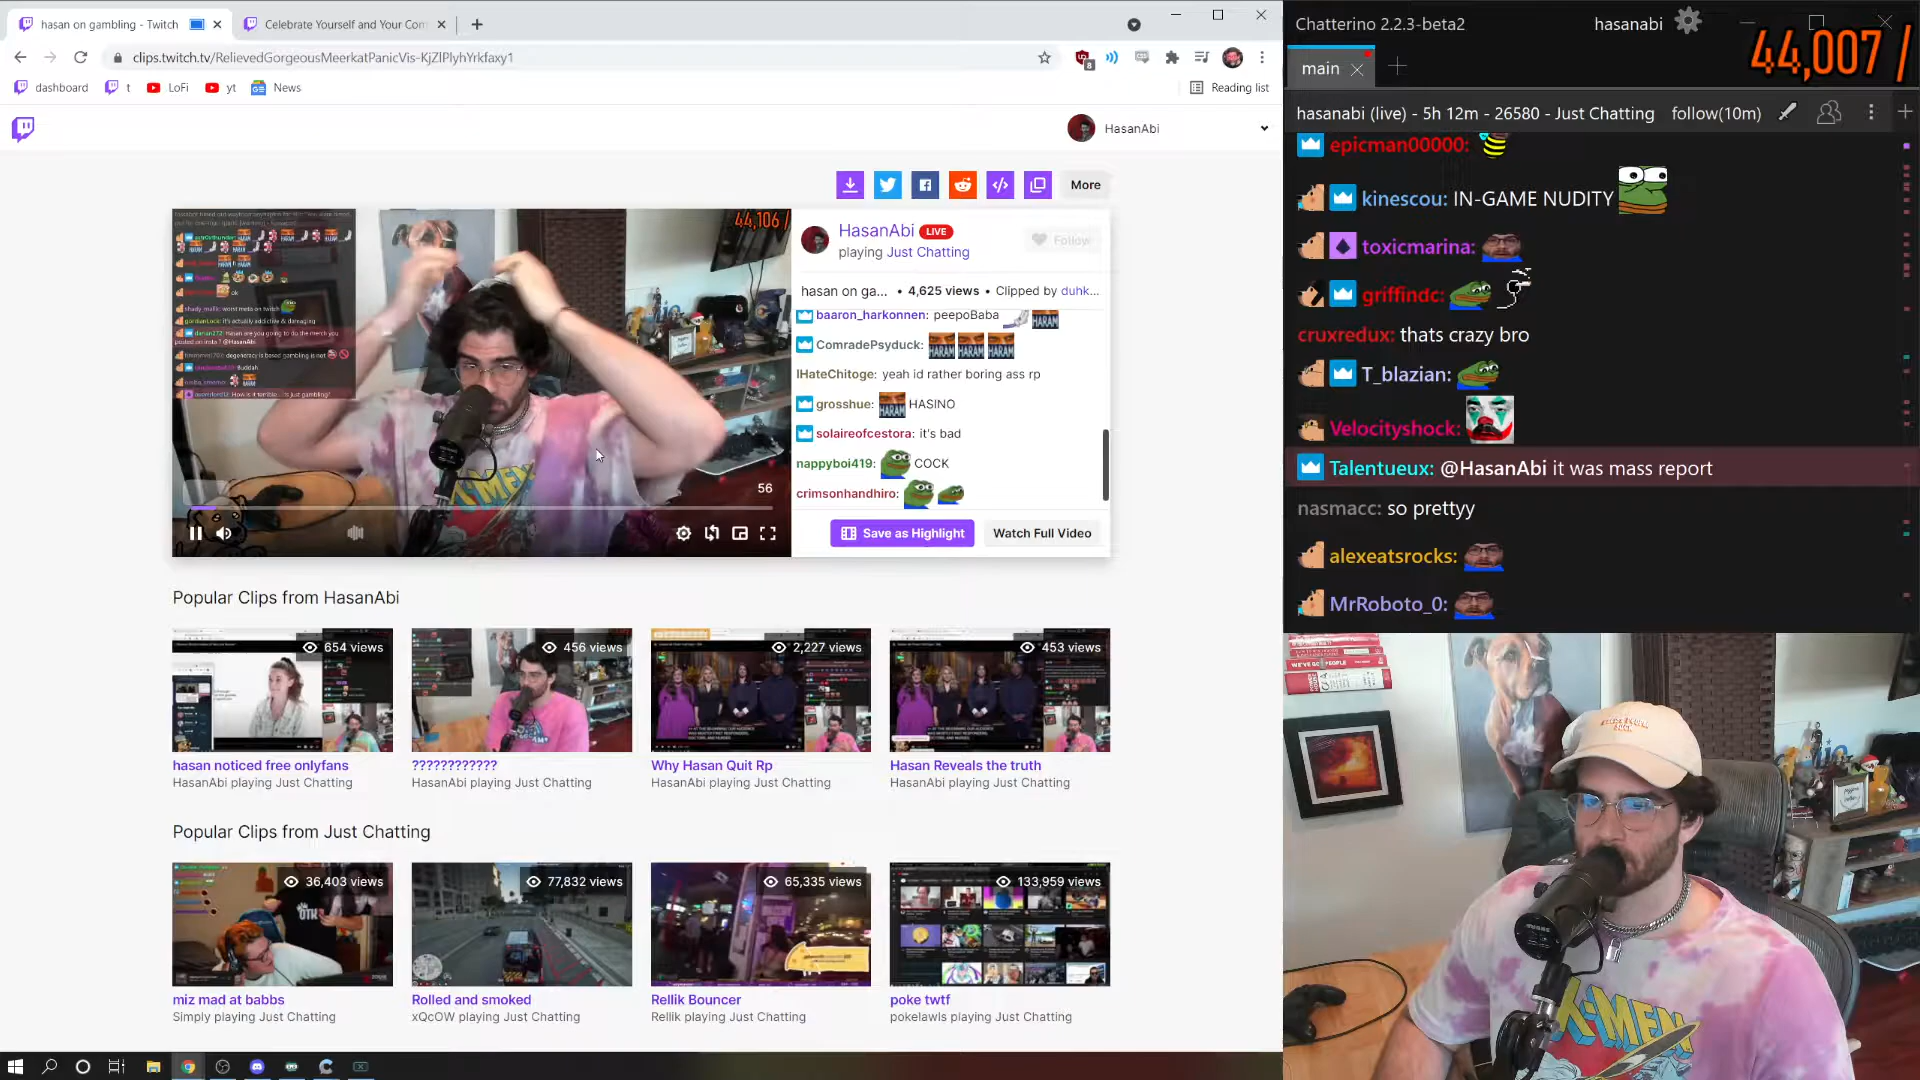 hasan on gambling - Twitch
Celebrate Yourself and Your Com
clips.twitch.tv/RelievedGorgeousMeerkatPanicVis-KjZlPlyhYrkfaxy1
dashboard
t
LoFi
yt
News
Reading list
HasanAbi
More
44,106 /
HasanAbi LIVE
playing Just Chatting
Follow
hasan on ga... • 4,625 views • Clipped by duhk...
baaron_harkonnen: peepoBaba
HARAM
ComradePsyduck: HARAM HARAM HARAM
IHateChitoge: yeah id rather boring ass rp
grosshue: HARAM HASINO
solaireofcestora: it's bad
nappyboi419: COCK
crimsonhandhiro:
56
Save as Highlight
Watch Full Video
Popular Clips from HasanAbi
654 views
456 views
2,227 views
453 views
hasan noticed free onlyfans
HasanAbi playing Just Chatting
????????????
HasanAbi playing Just Chatting
Why Hasan Quit Rp
HasanAbi playing Just Chatting
Hasan Reveals the truth
HasanAbi playing Just Chatting
Popular Clips from Just Chatting
36,403 views
77,832 views
65,335 views
133,959 views
miz mad at babbs
Simply playing Just Chatting
Rolled and smoked
xQcOW playing Just Chatting
Rellik Bouncer
Rellik playing Just Chatting
poke twtf
pokelawls playing Just Chatting
Chatterino 2.2.3-beta2
hasanabi
44,007 /
main
hasanabi (live) - 5h 12m - 26580 - Just Chatting
follow(10m)
epicman00000:
kinescou: IN-GAME NUDITY
toxicmarina:
griffindc:
cruxredux: thats crazy bro
T_blazian:
Velocityshock:
Talentueux: @HasanAbi it was mass report
nasmacc: so prettyy
alexeatsrocks:
MrRoboto_0:
X-MEN